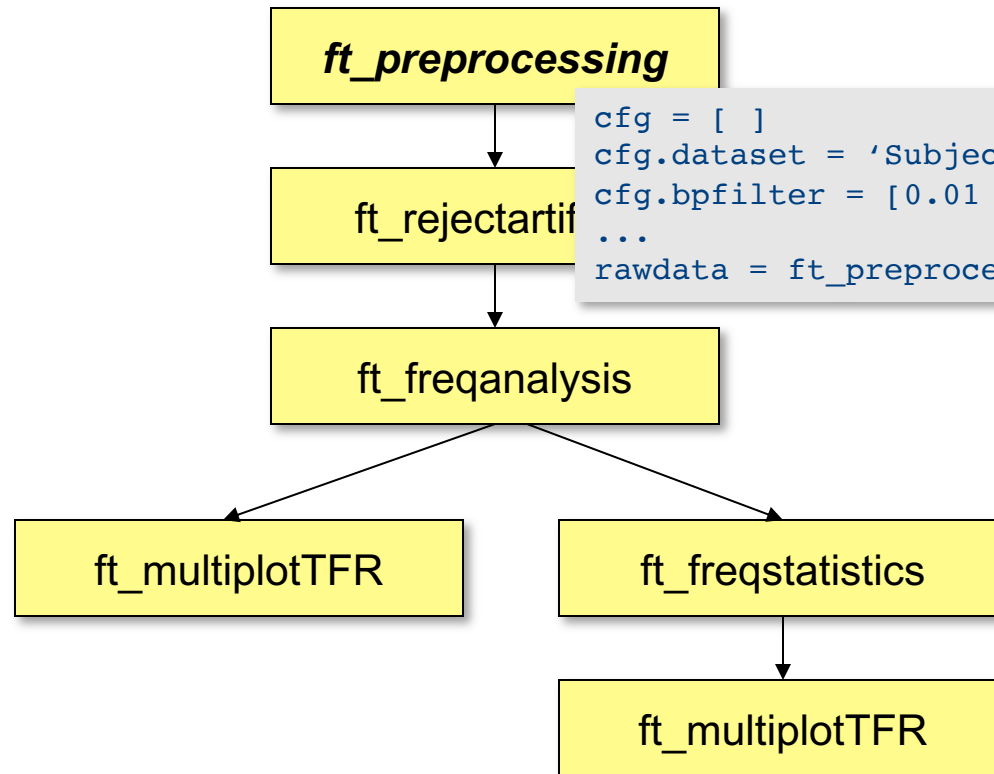 ft_preprocessing
cfg = [ ]
cfg.dataset = ‘Subjec
cfg.bpfilter = [0.01
...
rawdata = ft_preproce
ft_rejectartif
ft_freqanalysis
ft_multiplotTFR
ft_freqstatistics
ft_multiplotTFR